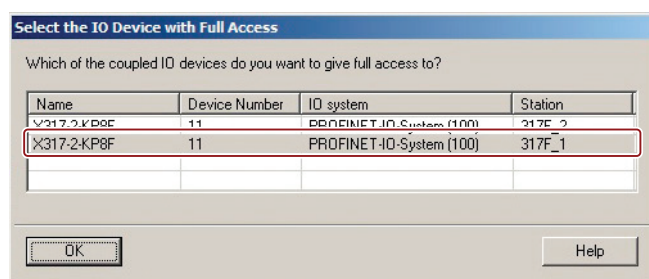 Select the IO Device with Full Access
Which of the coupled IO devices do you want to give full access to?
Name Device Number IO system Station
X317-2-KP8F 11 PROFINET-IO-System (100) 317F_2
X317-2-KP8F 11 PROFINET-IO-System (100) 317F_1
OK Help